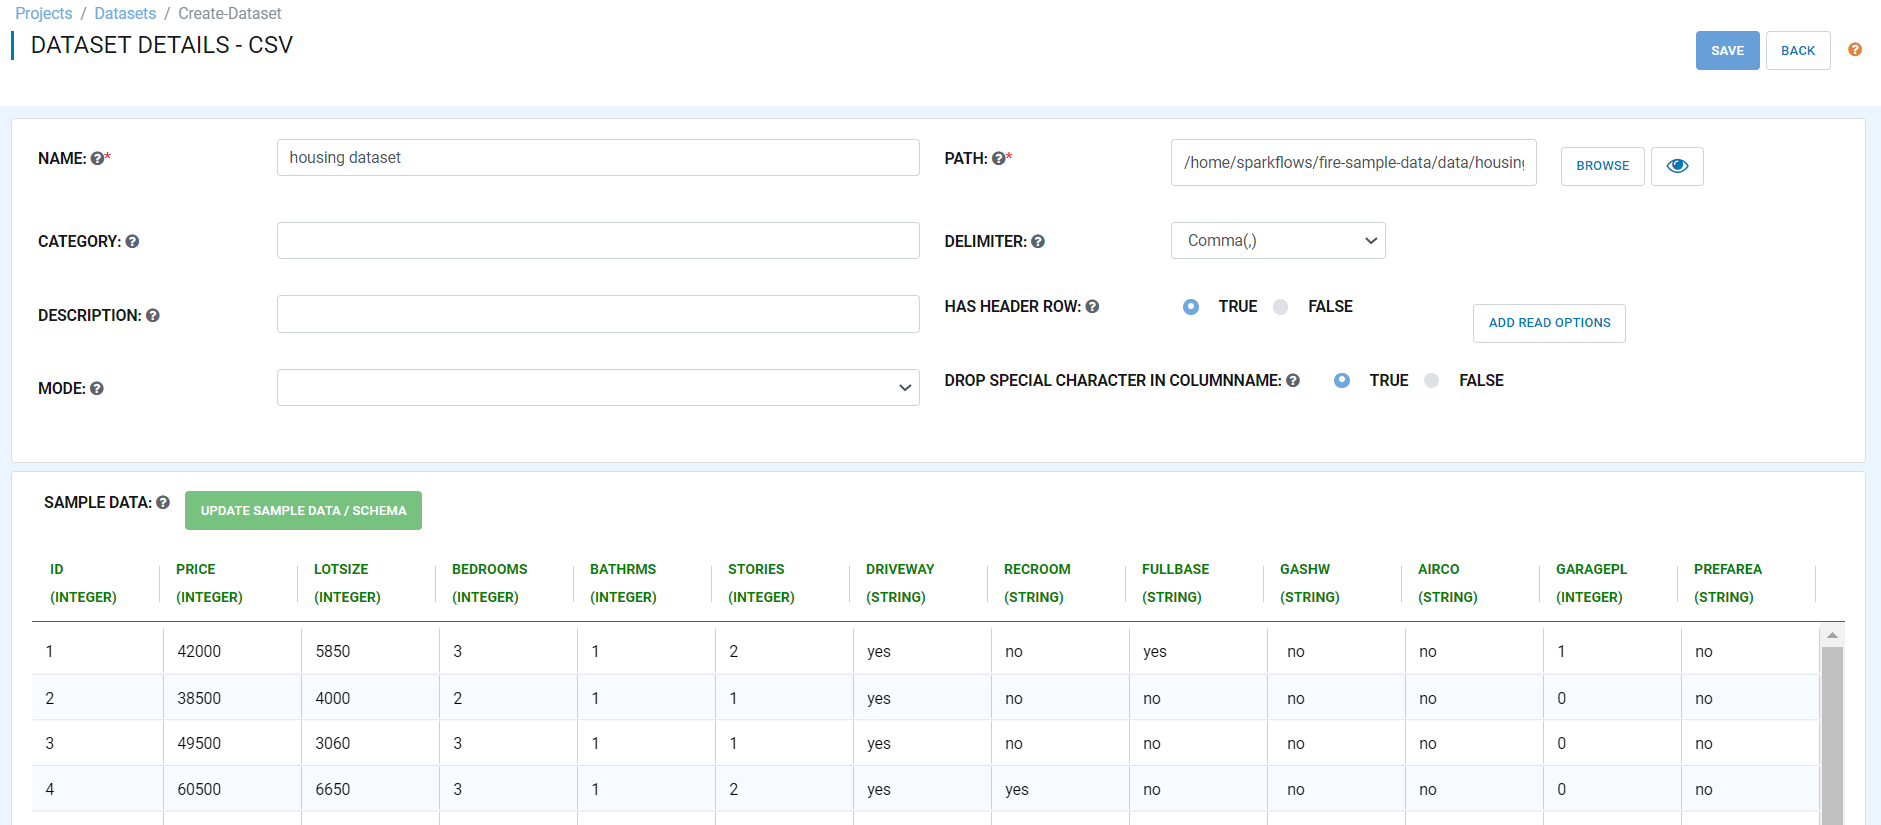 Projects / Datasets / Create-Dataset
DATASET DETAILS - CSV
SAVE BACK
NAME: * housing dataset PATH: * /home/sparkflows/fire-sample-data/data/housing BROWSE
CATEGORY: DELIMITER: Comma(,)
DESCRIPTION: HAS HEADER ROW: TRUE FALSE
ADD READ OPTIONS
MODE: DROP SPECIAL CHARACTER IN COLUMNNAME: TRUE FALSE
SAMPLE DATA: UPDATE SAMPLE DATA / SCHEMA
ID PRICE LOTSIZE BEDROOMS BATHRMS STORIES DRIVEWAY RECROOM FULLBASE GASHW AIRCO GARAGEPL PREFAREA
(INTEGER) (INTEGER) (INTEGER) (INTEGER) (INTEGER) (INTEGER) (STRING) (STRING) (STRING) (STRING) (STRING) (INTEGER) (STRING)
1 42000 5850 3 1 2 yes no yes no no 1 no
2 38500 4000 2 1 1 yes no no no no 0 no
3 49500 3060 3 1 1 yes no no no no 0 no
4 60500 6650 3 1 2 yes yes no no no 0 no